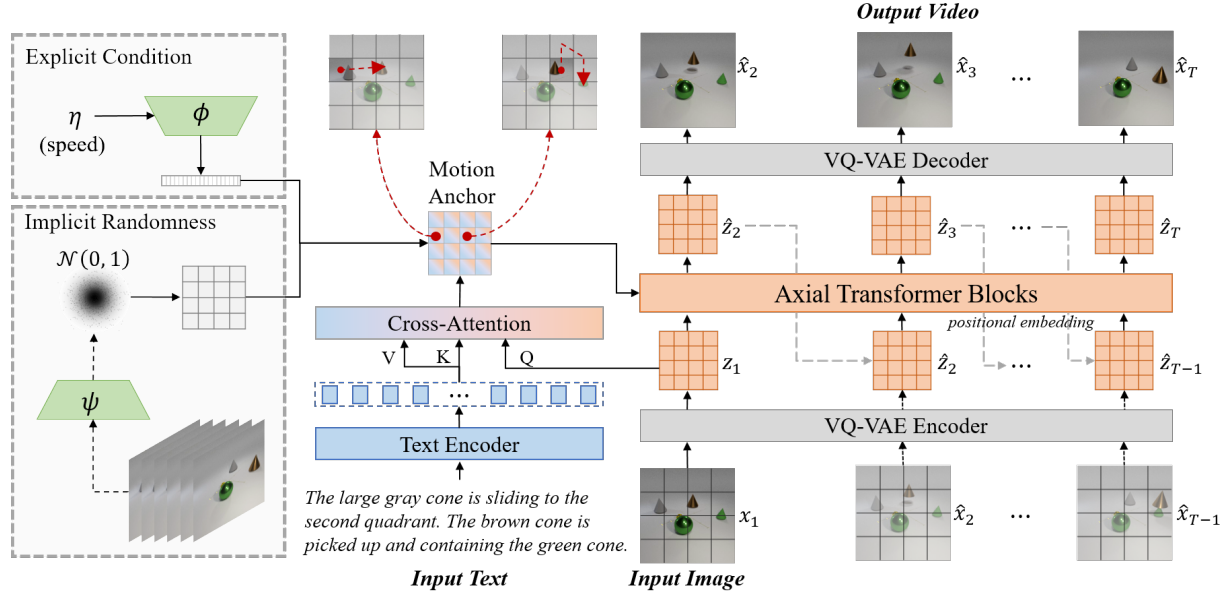 Output Video
Explicit Condition
η
(speed)
ϕ
Implicit Randomness
𝒩(0, 1)
ψ
Motion
Anchor
Cross-Attention
V
K
Q
...
Text Encoder
The large gray cone is sliding to the
second quadrant. The brown cone is
picked up and containing the green cone.
Input Text
x̂₂
x̂₃
...
x̂_T
VQ-VAE Decoder
ẑ₂
ẑ₃
...
ẑ_T
Axial Transformer Blocks
positional embedding
z₁
ẑ₂
...
ẑ_{T−1}
VQ-VAE Encoder
x₁
x̂₂
...
x̂_{T−1}
Input Image